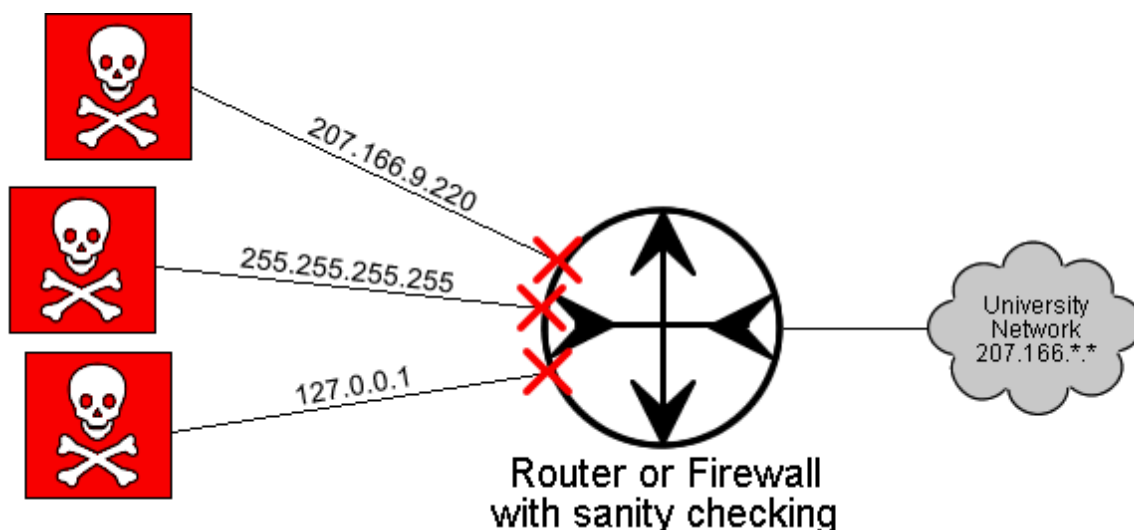 207.166.9.220
255.255.255.255
127.0.0.1
University
Network
207.166.*.*
Router or Firewall
with sanity checking